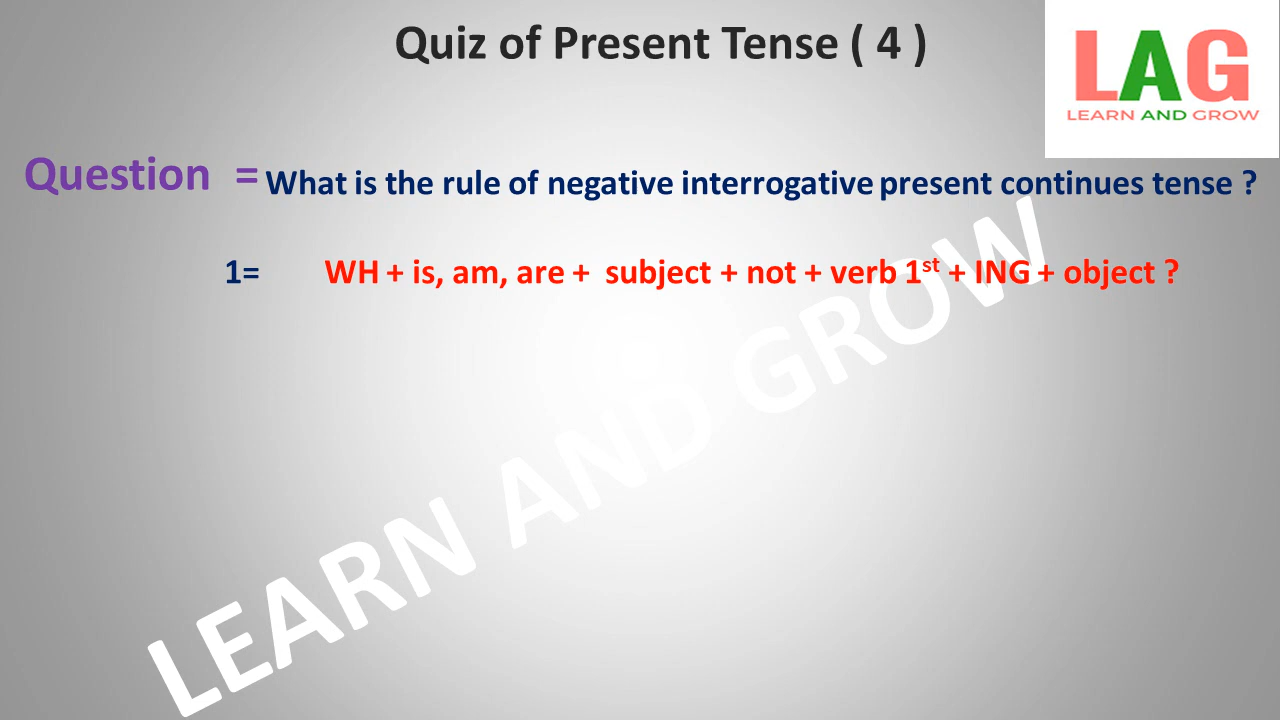 Quiz of Present Tense ( 4 )
LAG
LEARN AND GROW
Question = What is the rule of negative interrogative present continues tense ?
1= WH + is, am, are + subject + not + verb 1st + ING + object ?
LEARN AND GROW